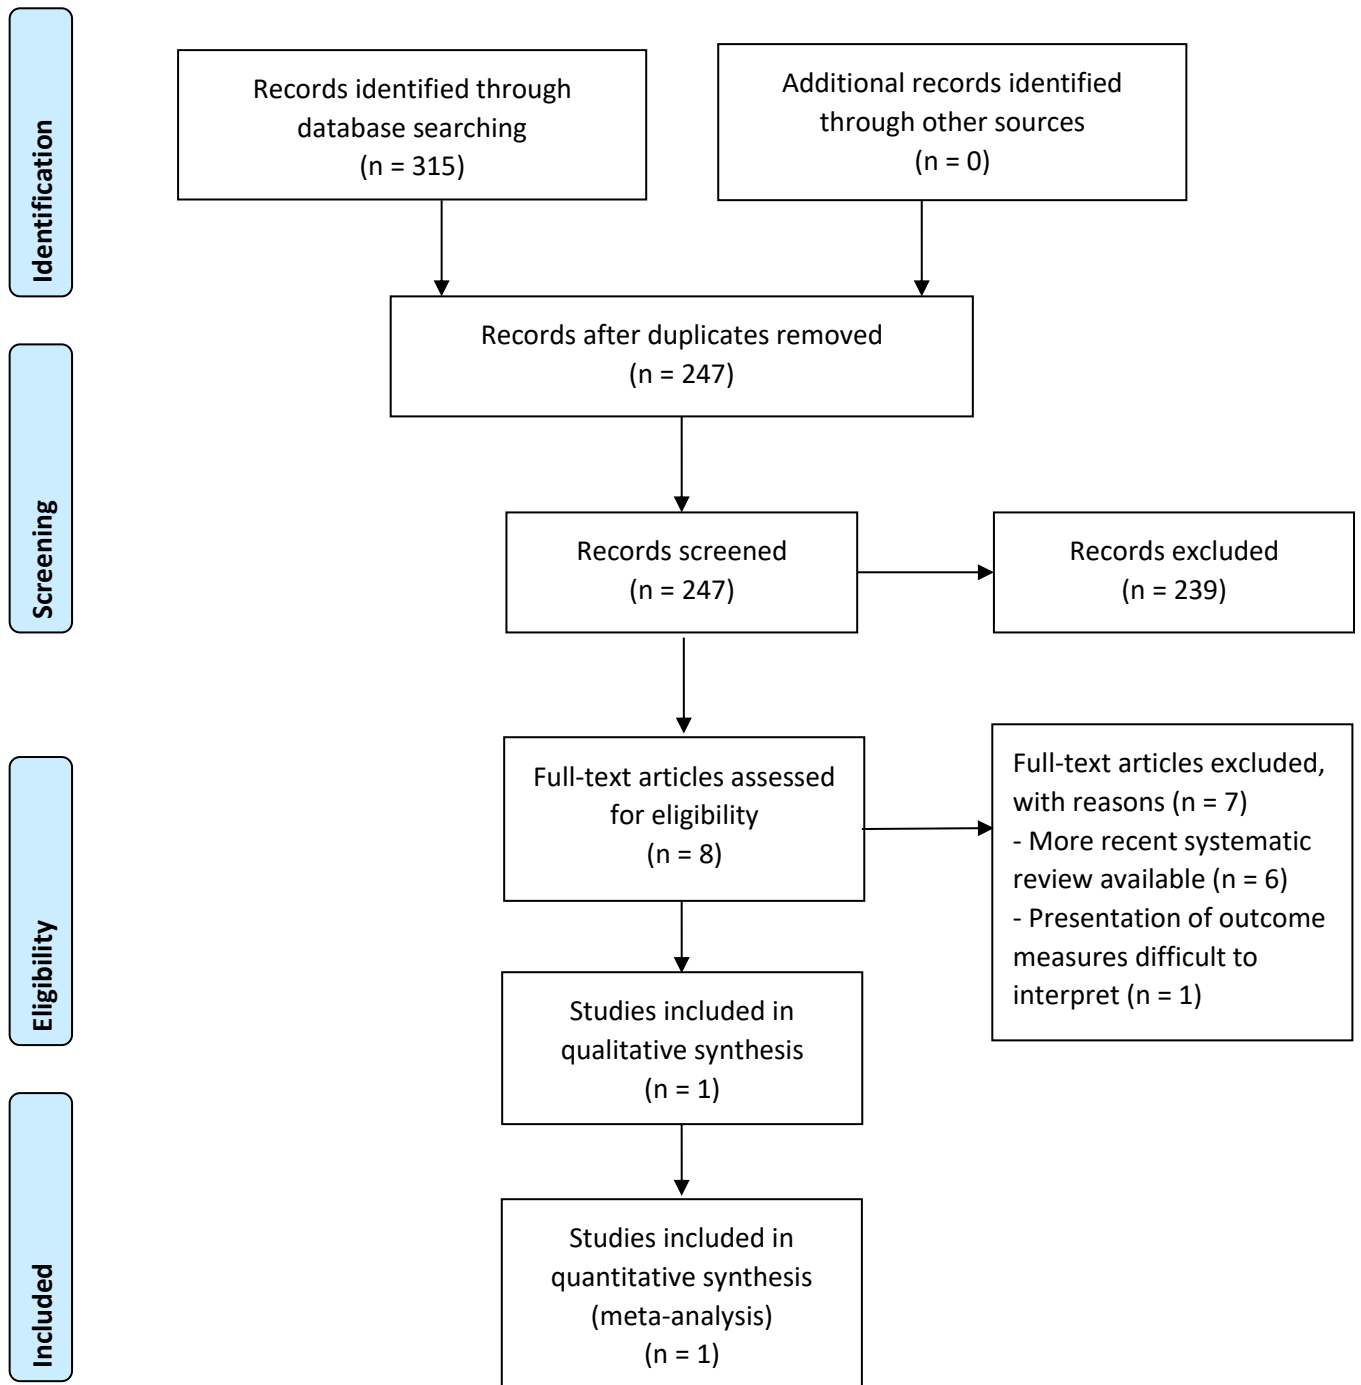 Identification
Records identified through
database searching
(n = 315)
Additional records identified
through other sources
(n = 0)
Records after duplicates removed
(n = 247)
Screening
Records screened
(n = 247)
Records excluded
(n = 239)
Eligibility
Full-text articles assessed
for eligibility
(n = 8)
Full-text articles excluded,
with reasons (n = 7)
- More recent systematic
review available (n = 6)
- Presentation of outcome
measures difficult to
interpret (n = 1)
Studies included in
qualitative synthesis
(n = 1)
Included
Studies included in
quantitative synthesis
(meta-analysis)
(n = 1)